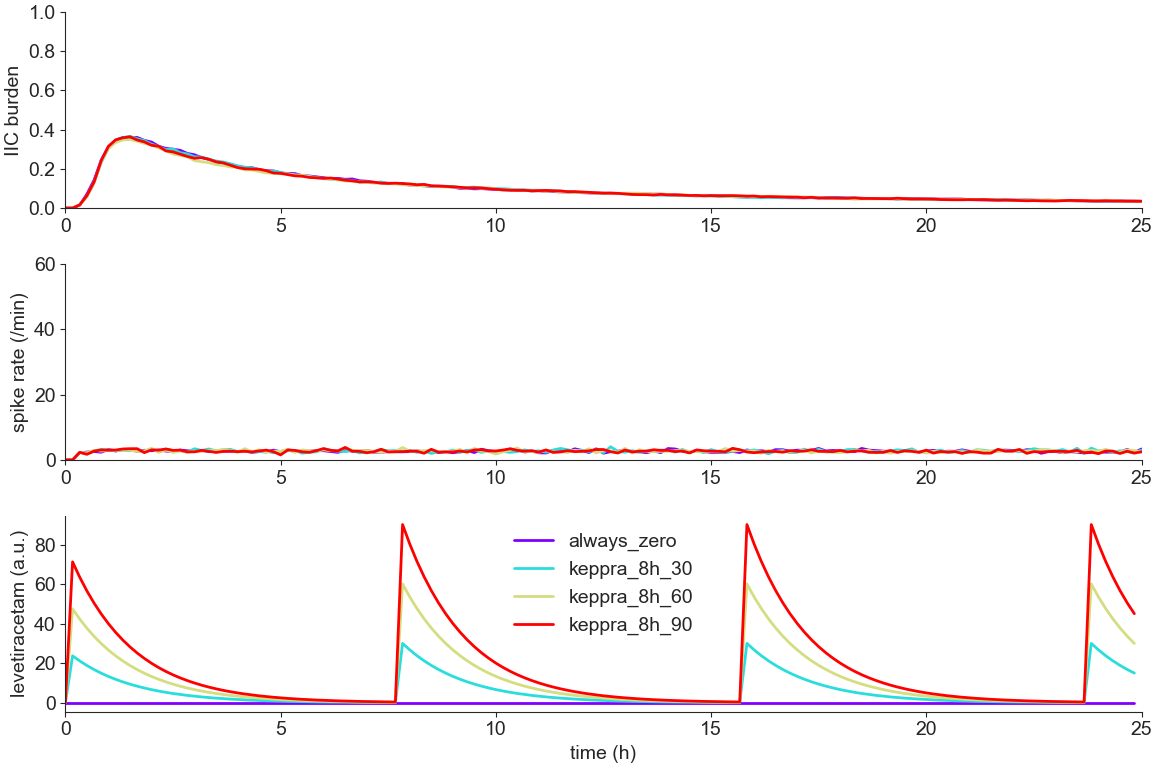 IIC burden
1.0
0.8
0.6
0.4
0.2
0.0
0 5 10 15 20 25
spike rate (/min)
60
40
20
0
0 5 10 15 20 25
levetiracetam (a.u.)
80
60
40
20
0
always_zero
keppra_8h_30
keppra_8h_60
keppra_8h_90
0 5 10 15 20 25
time (h)